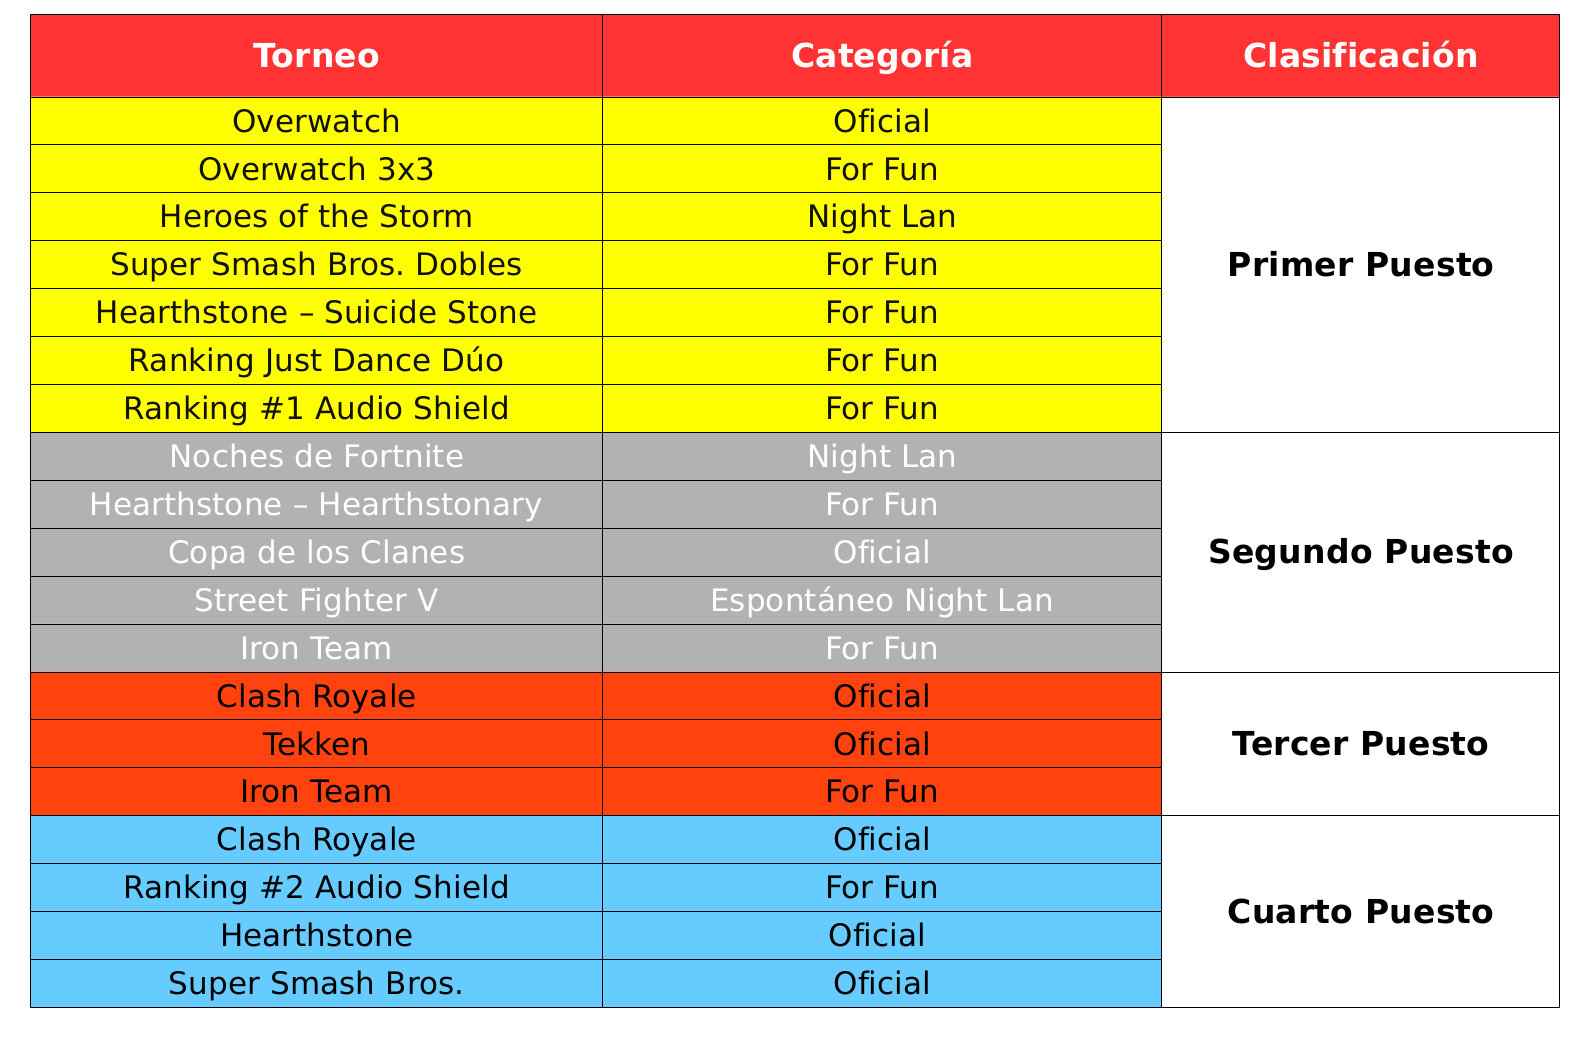 Torneo Categoría Clasificación
Overwatch Oficial
Overwatch 3x3 For Fun
Heroes of the Storm Night Lan
Super Smash Bros. Dobles For Fun
Primer Puesto
Hearthstone – Suicide Stone For Fun
Ranking Just Dance Dúo For Fun
Ranking #1 Audio Shield For Fun
Noches de Fortnite Night Lan
Hearthstone – Hearthstonary For Fun
Copa de los Clanes Oficial
Segundo Puesto
Street Fighter V Espontáneo Night Lan
Iron Team For Fun
Clash Royale Oficial
Tekken Oficial
Tercer Puesto
Iron Team For Fun
Clash Royale Oficial
Ranking #2 Audio Shield For Fun
Cuarto Puesto
Hearthstone Oficial
Super Smash Bros. Oficial